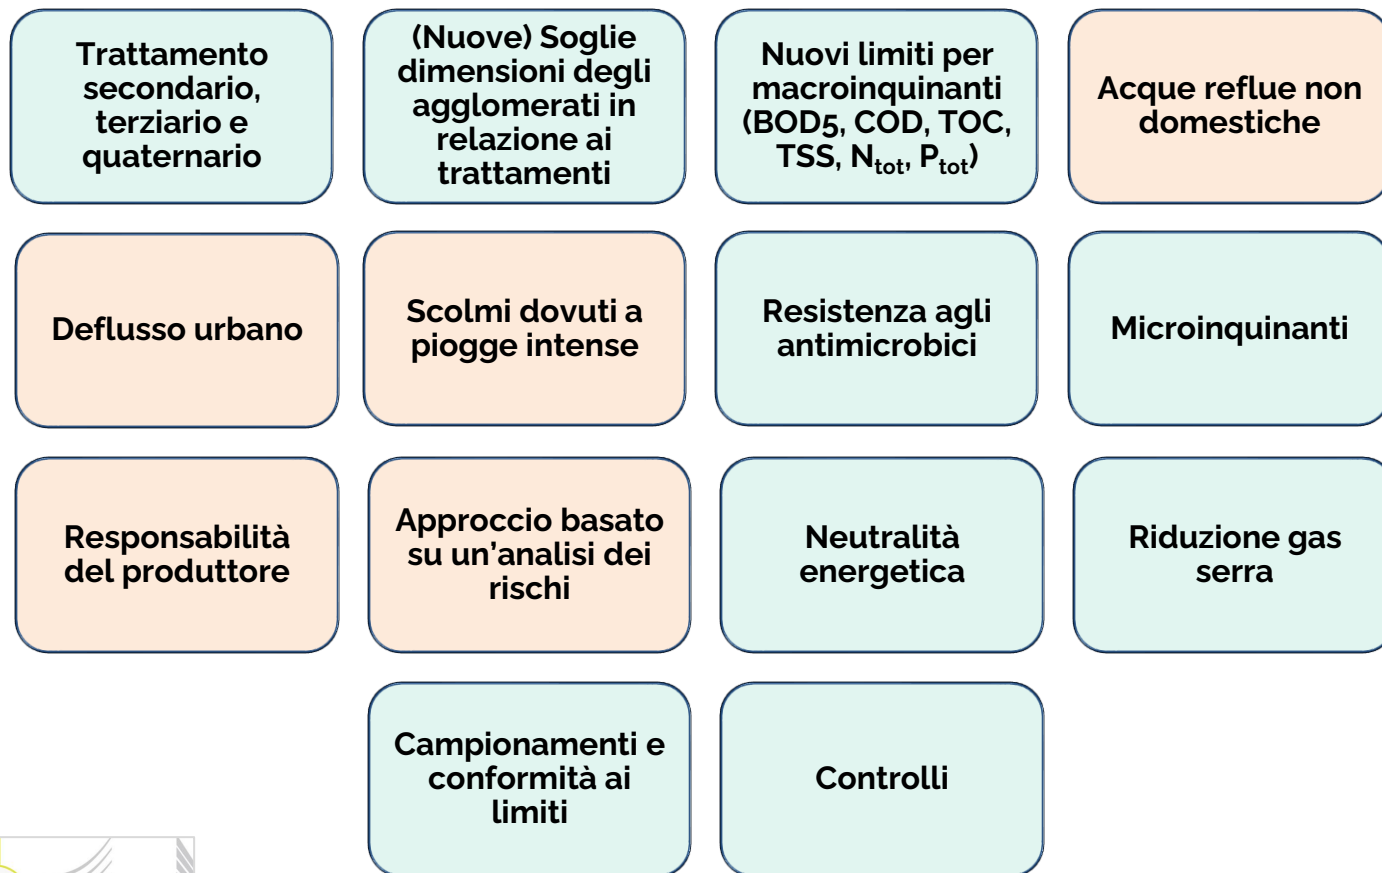 Trattamento
secondario,
terziario e
quaternario
(Nuove) Soglie
dimensioni degli
agglomerati in
relazione ai
trattamenti
Nuovi limiti per
macroinquinanti
(BOD5, COD, TOC,
TSS, Ntot, Ptot)
Acque reflue non
domestiche
Deflusso urbano
Scolmi dovuti a
piogge intense
Resistenza agli
antimicrobici
Microinquinanti
Responsabilità
del produttore
Approccio basato
su un'analisi dei
rischi
Neutralità
energetica
Riduzione gas
serra
Campionamenti e
conformità ai
limiti
Controlli